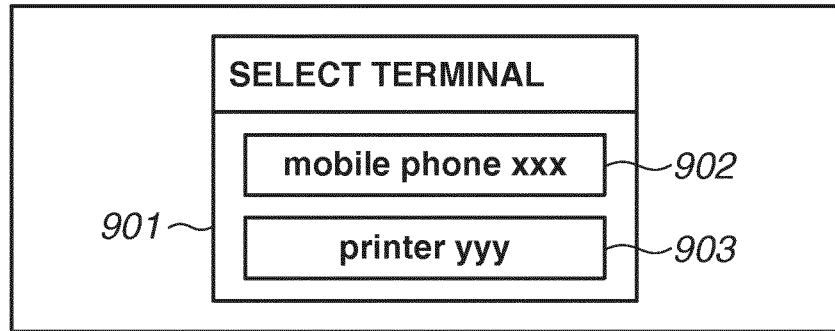 SELECT TERMINAL
mobile phone xxx
902
901
printer yyy
903